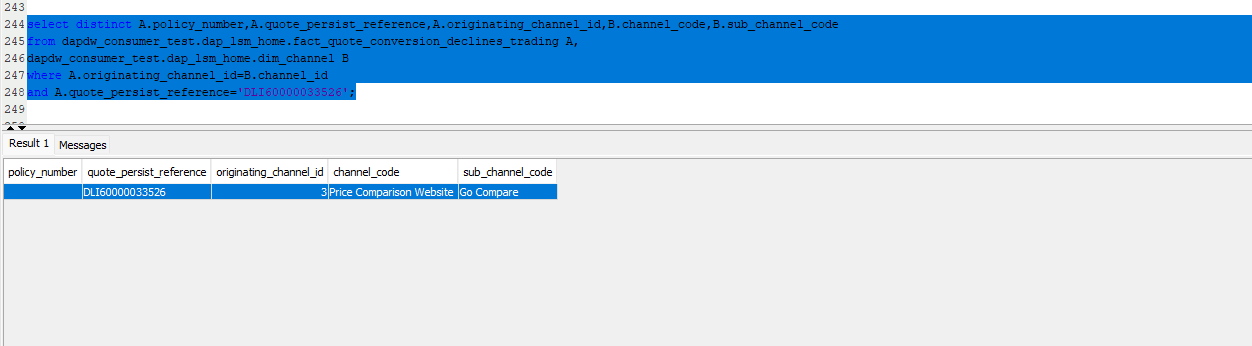 243
244 select distinct A.policy_number,A.quote_persist_reference,A.originating_channel_id,B.channel_code,B.sub_channel_code
245 from dapdw_consumer_test.dap_lsm_home.fact_quote_conversion_declines_trading A,
246 dapdw_consumer_test.dap_lsm_home.dim_channel B
247 where A.originating_channel_id=B.channel_id
248 and A.quote_persist_reference='DLI60000033526';
249
Result 1 Messages
policy_number quote_persist_reference originating_channel_id channel_code sub_channel_code
DLI60000033526 3 Price Comparison Website Go Compare